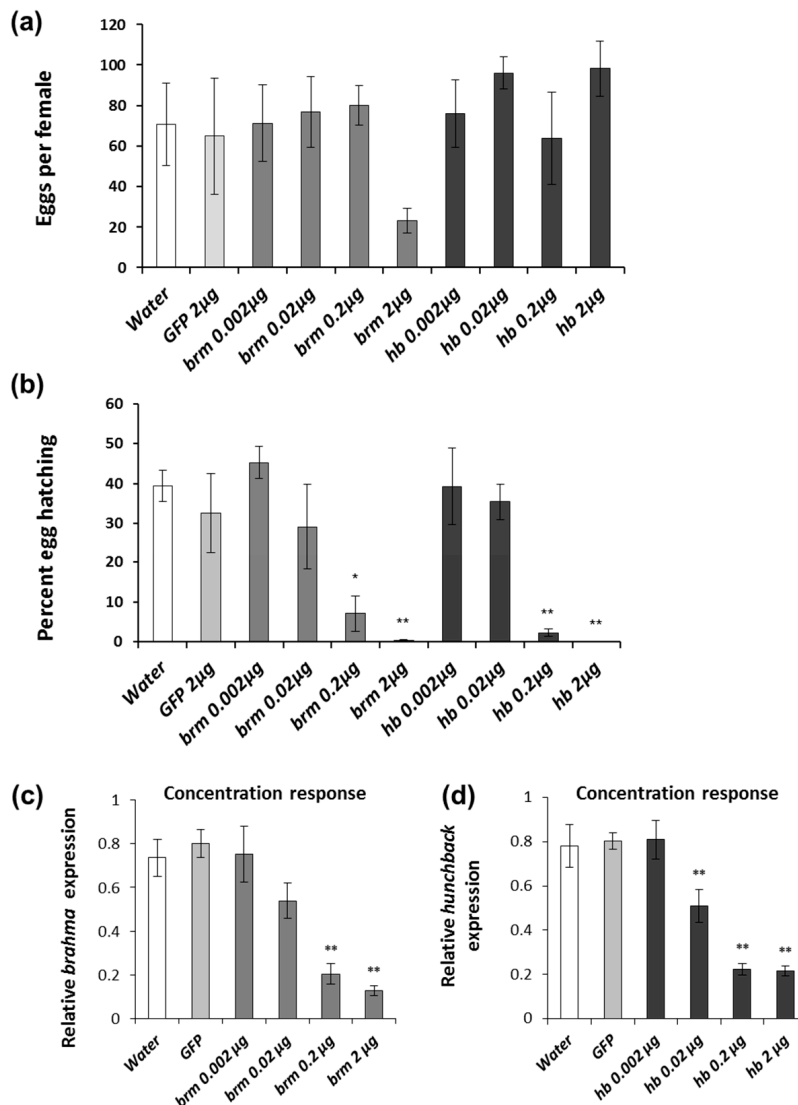 (a)
Eggs per female
120
100
80
60
40
20
0
Water
GFP 2µg
brm 0.002µg
brm 0.02µg
brm 0.2µg
brm 2µg
hb 0.002µg
hb 0.02µg
hb 0.2µg
hb 2µg
(b)
Percent egg hatching
60
50
40
30
20
10
0
*
**
**
**
Water
GFP 2µg
brm 0.002µg
brm 0.02µg
brm 0.2µg
brm 2µg
hb 0.002µg
hb 0.02µg
hb 0.2µg
hb 2µg
(c)
Concentration response
Relative brahma expression
1
0.8
0.6
0.4
0.2
0
**
**
Water
GFP
brm 0.002 µg
brm 0.02 µg
brm 0.2 µg
brm 2 µg
(d)
Concentration response
Relative hunchback
expression
1
0.8
0.6
0.4
0.2
0
**
**
**
Water
GFP
hb 0.002 µg
hb 0.02 µg
hb 0.2 µg
hb 2 µg